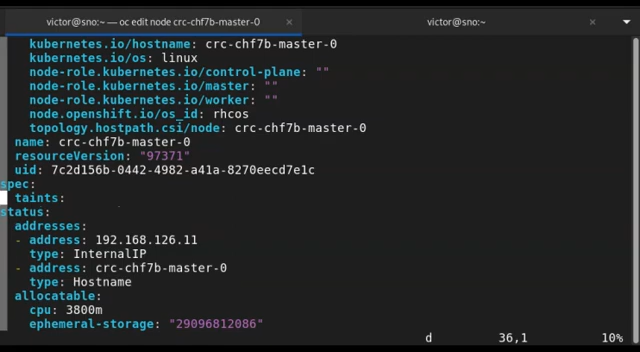 victor@sno:~ — oc edit node crc-chf7b-master-0 ×
victor@sno:~ ×
kubernetes.io/hostname: crc-chf7b-master-0
kubernetes.io/os: linux
node-role.kubernetes.io/control-plane: ""
node-role.kubernetes.io/master: ""
node-role.kubernetes.io/worker: ""
node.openshift.io/os_id: rhcos
topology.hostpath.csi/node: crc-chf7b-master-0
name: crc-chf7b-master-0
resourceVersion: "97371"
uid: 7c2d156b-0442-4982-a41a-8270eecd7e1c
spec:
taints:
status:
addresses:
- address: 192.168.126.11
type: InternalIP
- address: crc-chf7b-master-0
type: Hostname
allocatable:
cpu: 3800m
ephemeral-storage: "29096812086"
d 36,1 10%